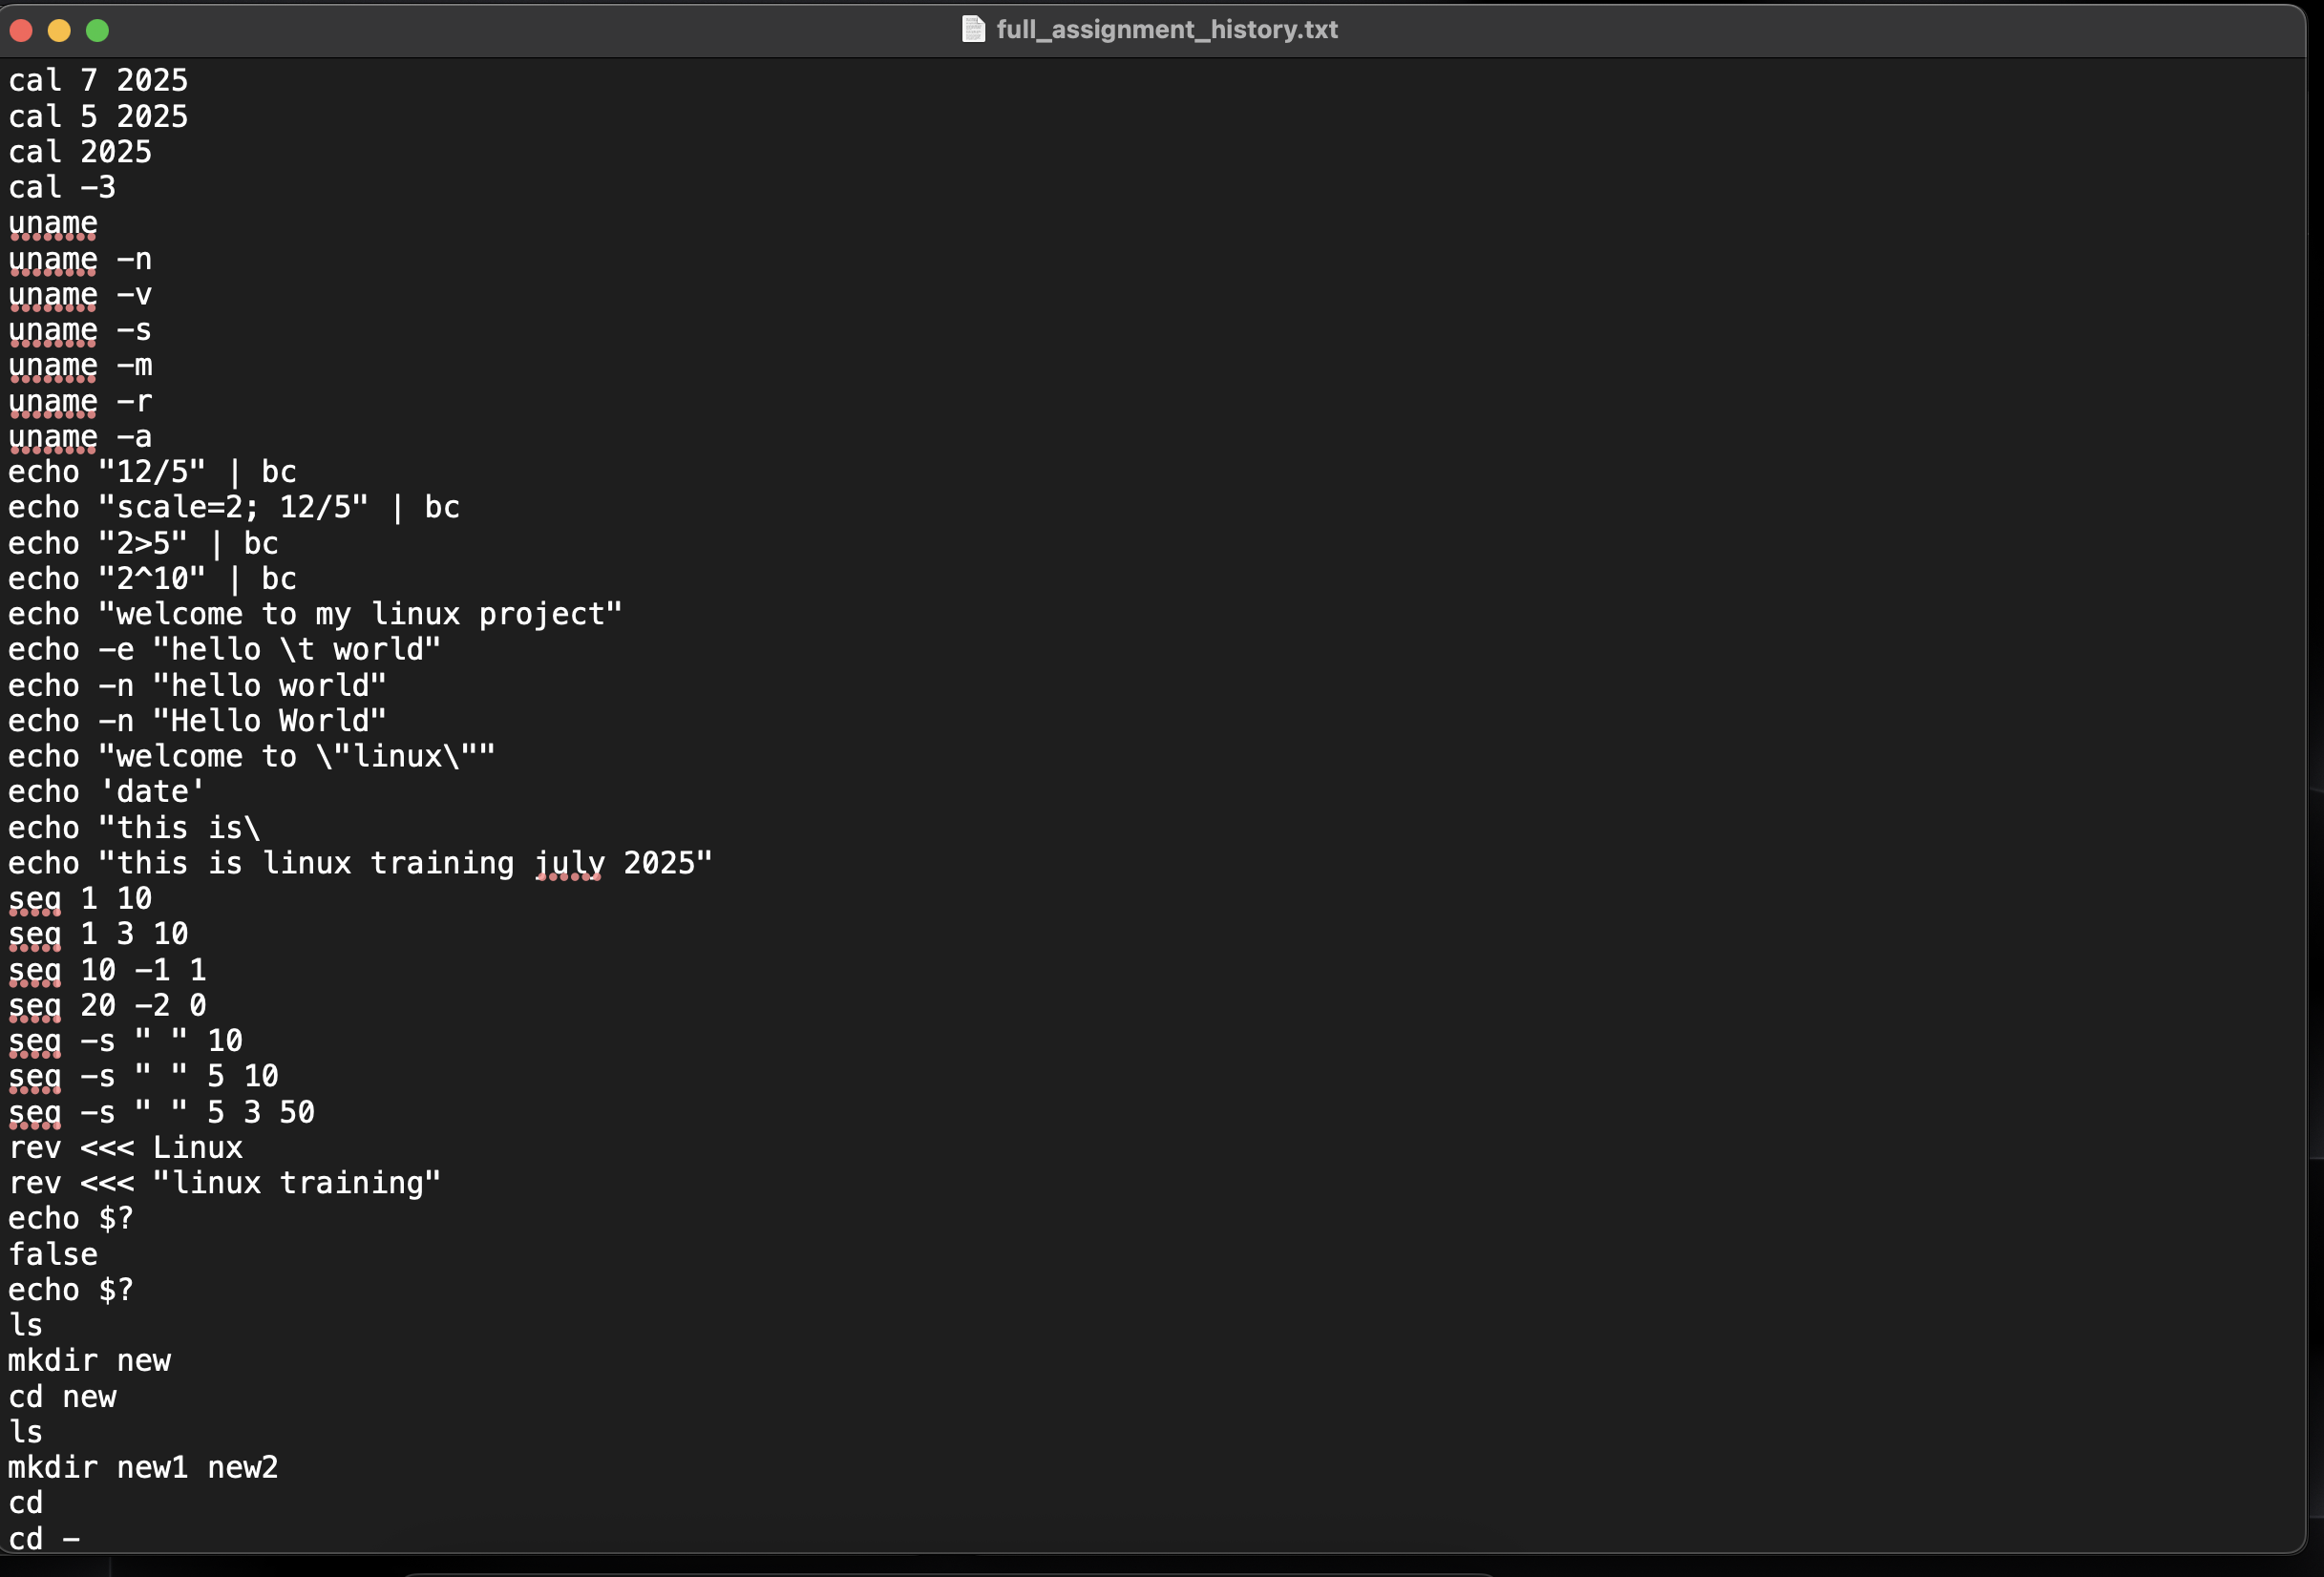 full_assignment_history.txt
cal 7 2025
cal 5 2025
cal 2025
cal -3
uname
uname -n
uname -v
uname -s
uname -m
uname -r
uname -a
echo "12/5" | bc
echo "scale=2; 12/5" | bc
echo "2>5" | bc
echo "2^10" | bc
echo "welcome to my linux project"
echo -e "hello \t world"
echo -n "hello world"
echo -n "Hello World"
echo "welcome to \"linux\""
echo 'date'
echo "this is\
echo "this is linux training july 2025"
seq 1 10
seq 1 3 10
seq 10 -1 1
seq 20 -2 0
seq -s " " 10
seq -s " " 5 10
seq -s " " 5 3 50
rev <<< Linux
rev <<< "linux training"
echo $?
false
echo $?
ls
mkdir new
cd new
ls
mkdir new1 new2
cd
cd -